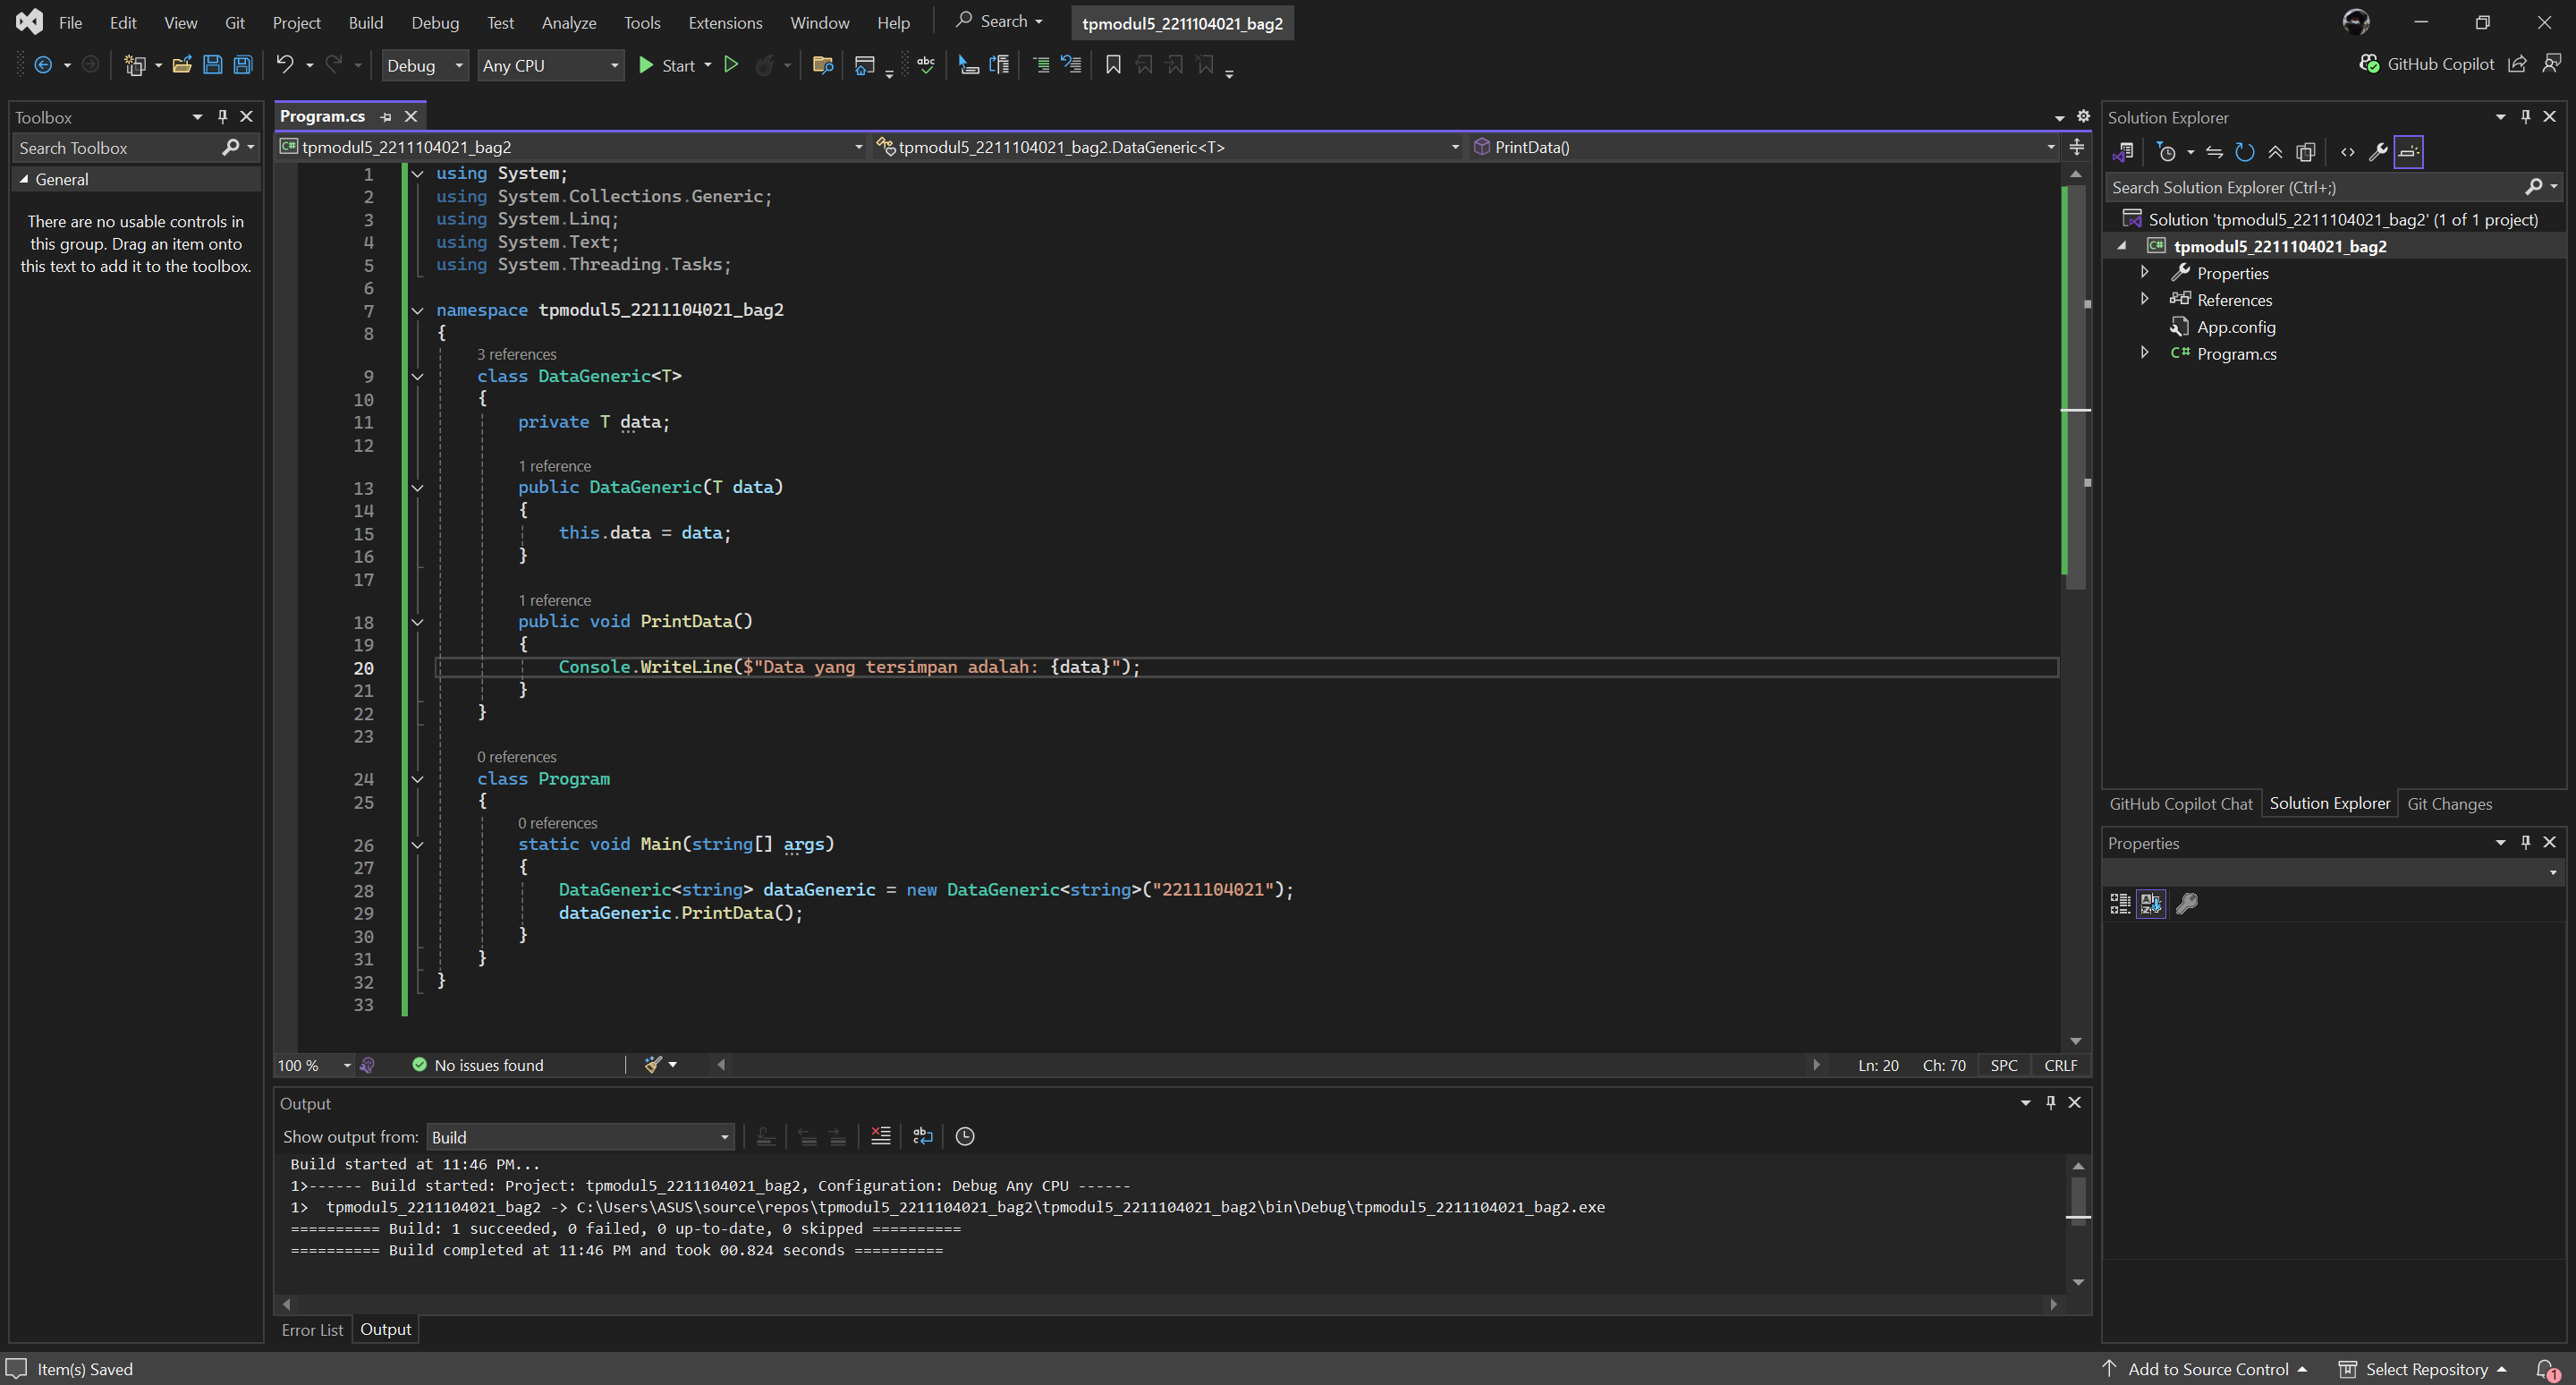 File Edit View Git Project Build Debug Test Analyze Tools Extensions Window Help Search tpmodul5_2211104021_bag2
Debug Any CPU Start GitHub Copilot
Toolbox
Search Toolbox
General
There are no usable controls in
this group. Drag an item onto
this text to add it to the toolbox.
Program.cs
tpmodul5_2211104021_bag2 tpmodul5_2211104021_bag2.DataGeneric<T> PrintData()
1 using System;
2 using System.Collections.Generic;
3 using System.Linq;
4 using System.Text;
5 using System.Threading.Tasks;
6
7 namespace tpmodul5_2211104021_bag2
8 {
3 references
9 class DataGeneric<T>
10 {
11 private T data;
12
1 reference
13 public DataGeneric(T data)
14 {
15 this.data = data;
16 }
17
1 reference
18 public void PrintData()
19 {
20 Console.WriteLine($"Data yang tersimpan adalah: {data}");
21 }
22 }
23
0 references
24 class Program
25 {
0 references
26 static void Main(string[] args)
27 {
28 DataGeneric<string> dataGeneric = new DataGeneric<string>("2211104021");
29 dataGeneric.PrintData();
30 }
31 }
32 }
33
100 % No issues found Ln: 20 Ch: 70 SPC CRLF
Output
Show output from: Build
Build started at 11:46 PM...
1>------ Build started: Project: tpmodul5_2211104021_bag2, Configuration: Debug Any CPU ------
1> tpmodul5_2211104021_bag2 -> C:\Users\ASUS\source\repos\tpmodul5_2211104021_bag2\tpmodul5_2211104021_bag2\bin\Debug\tpmodul5_2211104021_bag2.exe
========== Build: 1 succeeded, 0 failed, 0 up-to-date, 0 skipped ==========
========== Build completed at 11:46 PM and took 00.824 seconds ==========
Error List Output
Solution Explorer
Search Solution Explorer (Ctrl+;)
Solution 'tpmodul5_2211104021_bag2' (1 of 1 project)
C# tpmodul5_2211104021_bag2
Properties
References
App.config
C# Program.cs
GitHub Copilot Chat Solution Explorer Git Changes
Properties
Item(s) Saved Add to Source Control Select Repository 1